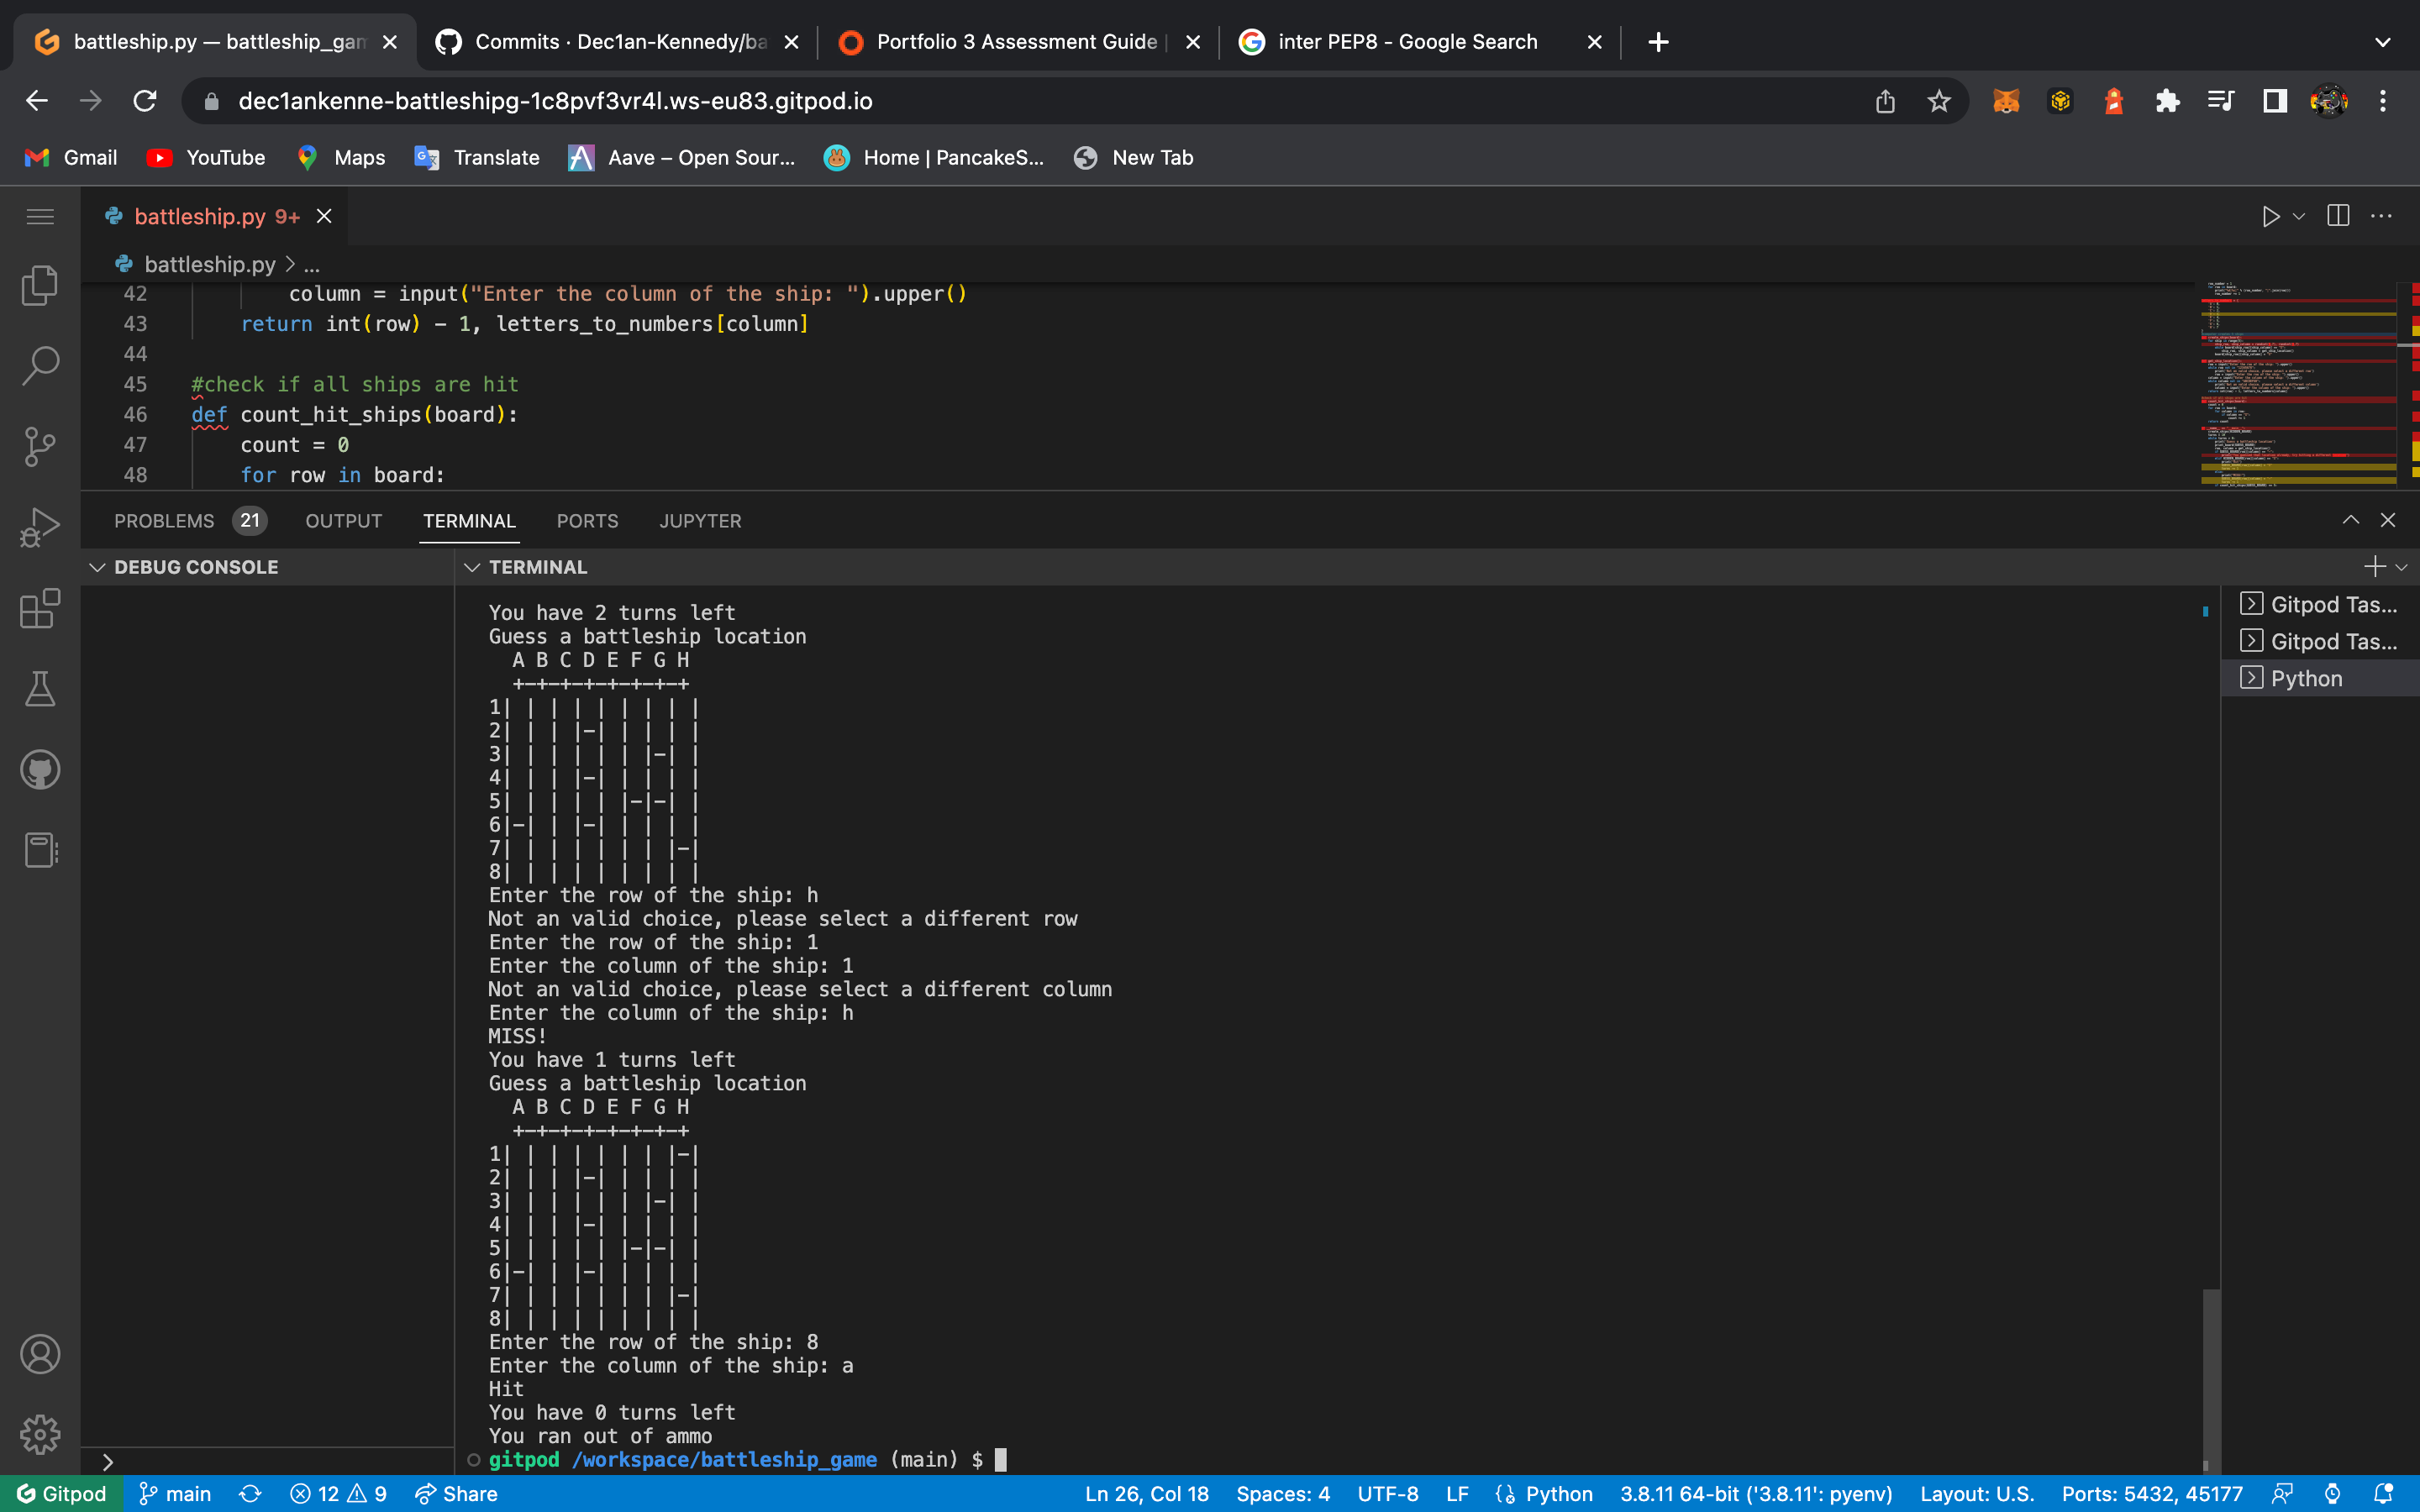 battleship.py — battleship_gam
Commits · Dec1an-Kennedy/ba
Portfolio 3 Assessment Guide |
inter PEP8 - Google Search
dec1ankenne-battleshipg-1c8pvf3vr4l.ws-eu83.gitpod.io
Gmail
YouTube
Maps
Translate
Aave – Open Sour...
Home | PancakeS...
New Tab
battleship.py 9+
battleship.py > ...
42 column = input("Enter the column of the ship: ").upper()
43 return int(row) - 1, letters_to_numbers[column]
44
45 #check if all ships are hit
46 def count_hit_ships(board):
47 count = 0
48 for row in board:
PROBLEMS 21 OUTPUT TERMINAL PORTS JUPYTER
DEBUG CONSOLE
TERMINAL
You have 2 turns left
Guess a battleship location
  A B C D E F G H
  +-+-+-+-+-+-+-+
1| | | | | | | | |
2| | | |-| | | | |
3| | | | | | |-| |
4| | | |-| | | | |
5| | | | | |-|-| |
6|-| | |-| | | | |
7| | | | | | | |-|
8| | | | | | | | |
Enter the row of the ship: h
Not an valid choice, please select a different row
Enter the row of the ship: 1
Enter the column of the ship: 1
Not an valid choice, please select a different column
Enter the column of the ship: h
MISS!
You have 1 turns left
Guess a battleship location
  A B C D E F G H
  +-+-+-+-+-+-+-+
1| | | | | | | |-|
2| | | |-| | | | |
3| | | | | | |-| |
4| | | |-| | | | |
5| | | | | |-|-| |
6|-| | |-| | | | |
7| | | | | | | |-|
8| | | | | | | | |
Enter the row of the ship: 8
Enter the column of the ship: a
Hit
You have 0 turns left
You ran out of ammo
gitpod /workspace/battleship_game (main) $
Gitpod Tas...
Gitpod Tas...
Python
Gitpod main 12 9 Share Ln 26, Col 18 Spaces: 4 UTF-8 LF Python 3.8.11 64-bit ('3.8.11': pyenv) Layout: U.S. Ports: 5432, 45177